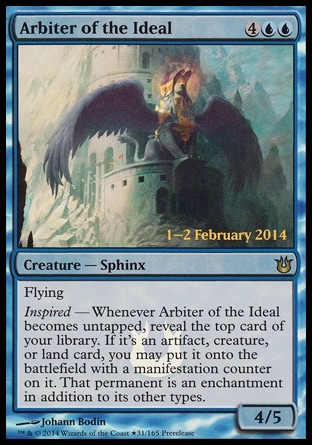 Arbiter of the Ideal 4
1–2 February 2014
Creature — Sphinx
Flying
Inspired — Whenever Arbiter of the Ideal
becomes untapped, reveal the top card of
your library. If it's an artifact, creature,
or land card, you may put it onto the
battlefield with a manifestation counter
on it. That permanent is an enchantment
in addition to its other types.
Johann Bodin
4/5
™ & © 2014 Wizards of the Coast ★31/165 Prerelease